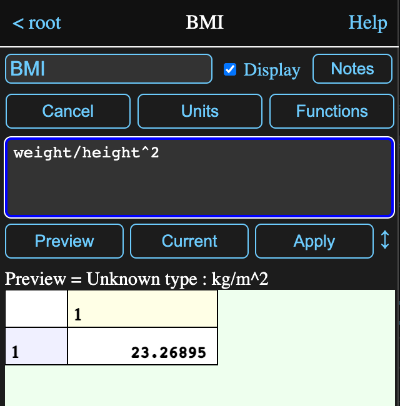 < root BMI Help
BMI Display Notes
Cancel Units Functions
weight/height^2
Preview Current Apply ↕
Preview = Unknown type : kg/m^2
1
1 23.26895